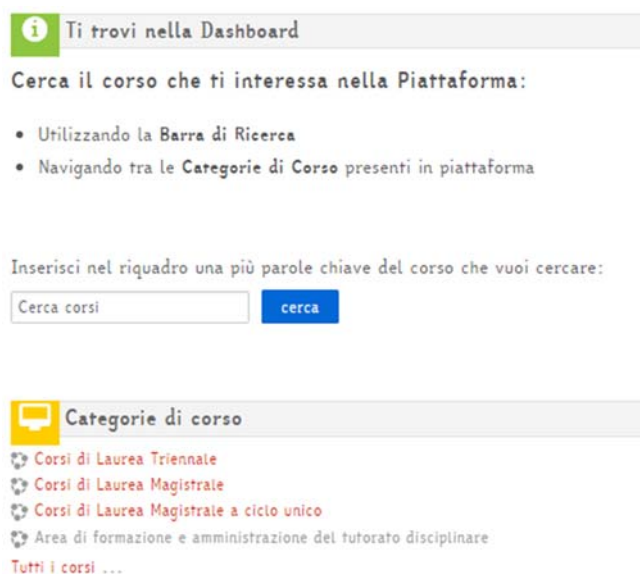 Ti trovi nella Dashboard
Cerca il corso che ti interessa nella Piattaforma:
Utilizzando la Barra di Ricerca
Navigando tra le Categorie di Corso presenti in piattaforma
Inserisci nel riquadro una più parole chiave del corso che vuoi cercare:
Cerca corsi cerca
Categorie di corso
Corsi di Laurea Triennale
Corsi di Laurea Magistrale
Corsi di Laurea Magistrale a ciclo unico
Area di formazione e amministrazione del tutorato disciplinare
Tutti i corsi ...